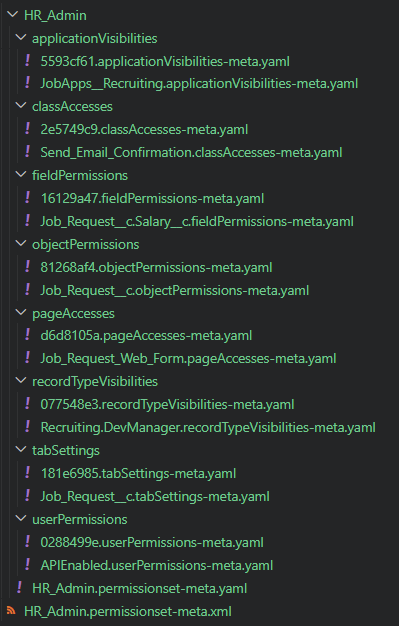 HR_Admin
applicationVisibilities
5593cf61.applicationVisibilities-meta.yaml
JobApps__Recruiting.applicationVisibilities-meta.yaml
classAccesses
2e5749c9.classAccesses-meta.yaml
Send_Email_Confirmation.classAccesses-meta.yaml
fieldPermissions
16129a47.fieldPermissions-meta.yaml
Job_Request__c.Salary__c.fieldPermissions-meta.yaml
objectPermissions
81268af4.objectPermissions-meta.yaml
Job_Request__c.objectPermissions-meta.yaml
pageAccesses
d6d8105a.pageAccesses-meta.yaml
Job_Request_Web_Form.pageAccesses-meta.yaml
recordTypeVisibilities
077548e3.recordTypeVisibilities-meta.yaml
Recruiting.DevManager.recordTypeVisibilities-meta.yaml
tabSettings
181e6985.tabSettings-meta.yaml
Job_Request__c.tabSettings-meta.yaml
userPermissions
0288499e.userPermissions-meta.yaml
APIEnabled.userPermissions-meta.yaml
HR_Admin.permissionset-meta.yaml
HR_Admin.permissionset-meta.xml